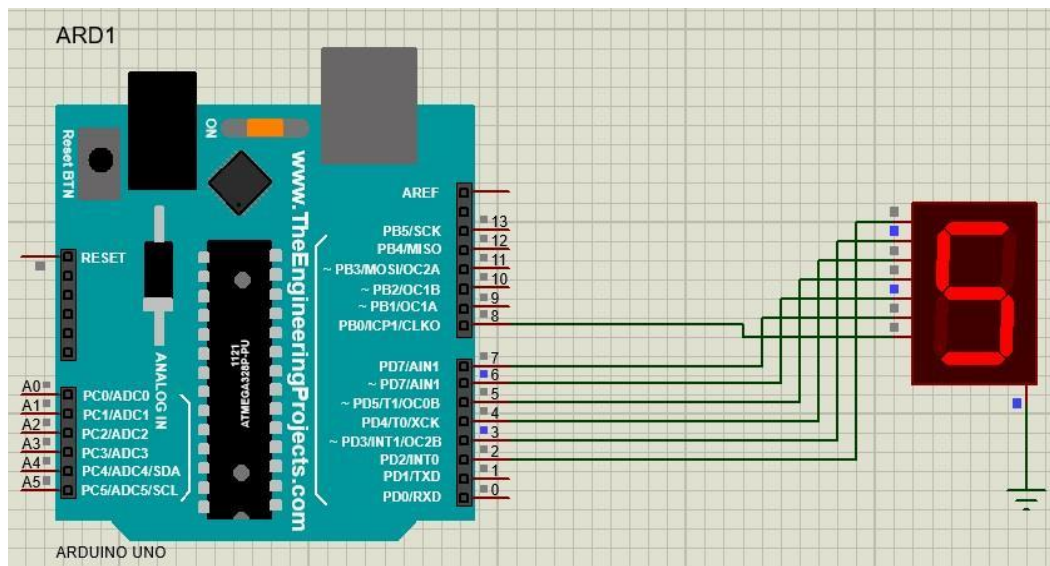 ARD1
Reset BTN
ON
www.TheEngineeringProjects.com
RESET
ANALOG IN
1121
ATMEGA328P-PU
AREF
PB5/SCK 13
PB4/MISO 12
~ PB3/MOSI/OC2A 11
~ PB2/OC1B 10
~ PB1/OC1A 9
PB0/ICP1/CLKO 8
PD7/AIN1 7
~ PD7/AIN1 6
~ PD5/T1/OC0B 5
PD4/T0/XCK 4
~ PD3/INT1/OC2B 3
PD2/INT0 2
PD1/TXD 1
PD0/RXD 0
A0 PC0/ADC0
A1 PC1/ADC1
A2 PC2/ADC2
A3 PC3/ADC3
A4 PC4/ADC4/SDA
A5 PC5/ADC5/SCL
5
ARDUINO UNO